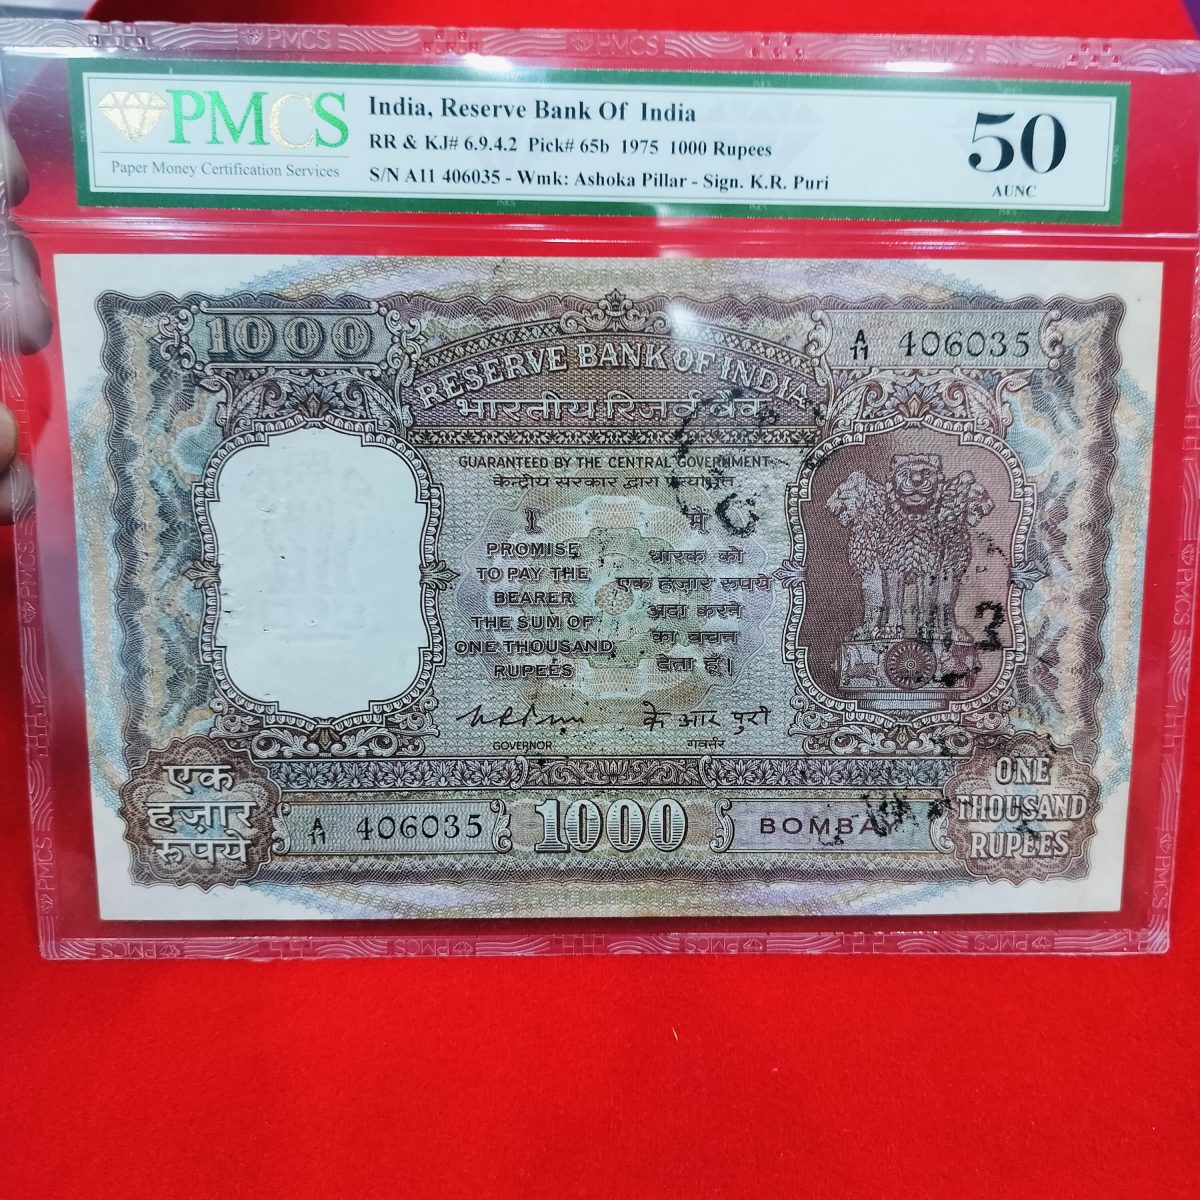 PMCS
Paper Money Certification Services
India, Reserve Bank Of India
RR & KJ# 6.9.4.2 Pick# 65b 1975 1000 Rupees
S/N A11 406035 - Wmk: Ashoka Pillar - Sign. K.R. Puri
50
AUNC
1000
A/11 406035
RESERVE BANK OF INDIA
भारतीय रिज़र्व बैंक
GUARANTEED BY THE CENTRAL GOVERNMENT
केन्द्रीय सरकार द्वारा प्रत्याभूत
I
PROMISE
TO PAY THE
BEARER
THE SUM OF
ONE THOUSAND
RUPEES
मैं
धारक को
एक हज़ार रुपये
अदा करने
का वचन
देता हूँ।
के आर पुरी
GOVERNOR
गवर्नर
3
एक
हज़ार
रूपये
A/11 406035
1000
BOMBA
ONE
THOUSAND
RUPEES